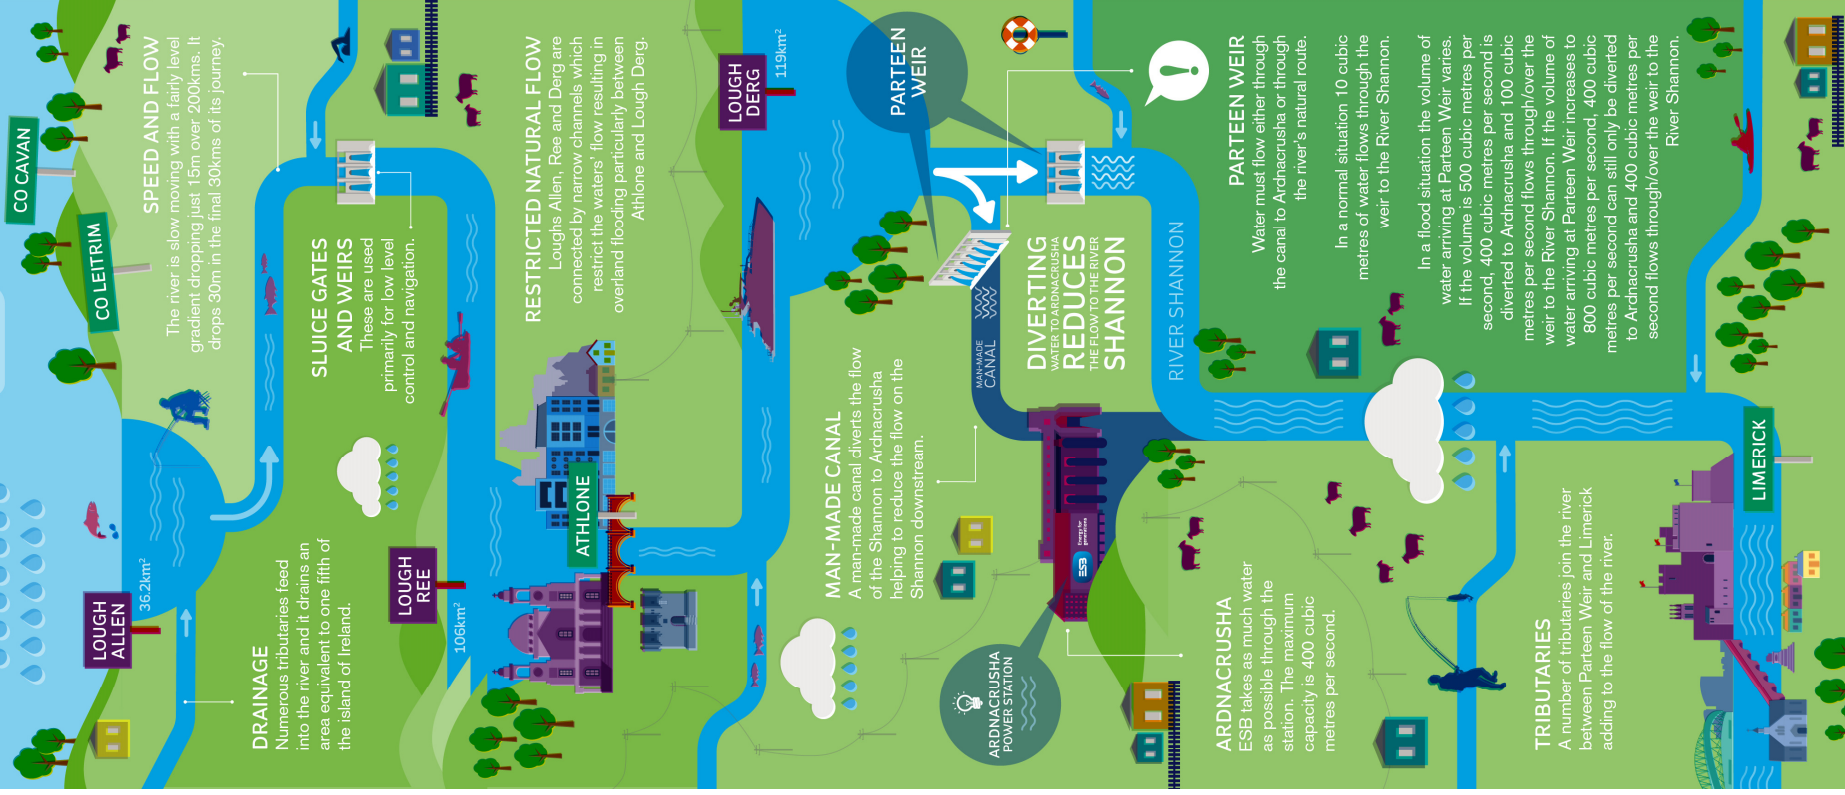 CO CAVAN
CO LEITRIM
SPEED AND FLOW
The river is slow moving with a fairly level
gradient dropping just 15m over 200kms. It
drops 30m in the final 30kms of its journey.
LOUGH
ALLEN
36.2km²
DRAINAGE
Numerous tributaries feed
into the river and it drains an
area equivalent to one fifth of
the island of Ireland.
SLUICE GATES
AND WEIRS
These are used
primarily for low level
control and navigation.
LOUGH
REE
106km²
RESTRICTED NATURAL FLOW
Loughs Allen, Ree and Derg are
connected by narrow channels which
restrict the waters' flow resulting in
overland flooding particularly between
Athlone and Lough Derg.
ATHLONE
LOUGH
DERG
119km²
MAN-MADE CANAL
A man-made canal diverts the flow
of the Shannon to Ardnacrusha
helping to reduce the flow on the
Shannon downstream.
PARTEEN
WEIR
MAN-MADE
CANAL
DIVERTING
WATER TO ARDNACRUSHA
REDUCES
THE FLOW TO THE RIVER
SHANNON
RIVER SHANNON
ARDNACRUSHA
POWER STATION
ESB
Energy for
generations
PARTEEN WEIR
Water must flow either through
the canal to Ardnacrusha or through
the river's natural route.
In a normal situation 10 cubic
metres of water flows through the
weir to the River Shannon.
In a flood situation the volume of
water arriving at Parteen Weir varies.
If the volume is 500 cubic metres per
second, 400 cubic metres per second is
diverted to Ardnacrusha and 100 cubic
metres per second flows through/over the
weir to the River Shannon. If the volume of
water arriving at Parteen Weir increases to
800 cubic metres per second, 400 cubic
metres per second can still only be diverted
to Ardnacrusha and 400 cubic metres per
second flows through/over the weir to the
River Shannon.
ARDNACRUSHA
ESB takes as much water
as possible through the
station. The maximum
capacity is 400 cubic
metres per second.
TRIBUTARIES
A number of tributaries join the river
between Parteen Weir and Limerick
adding to the flow of the river.
LIMERICK